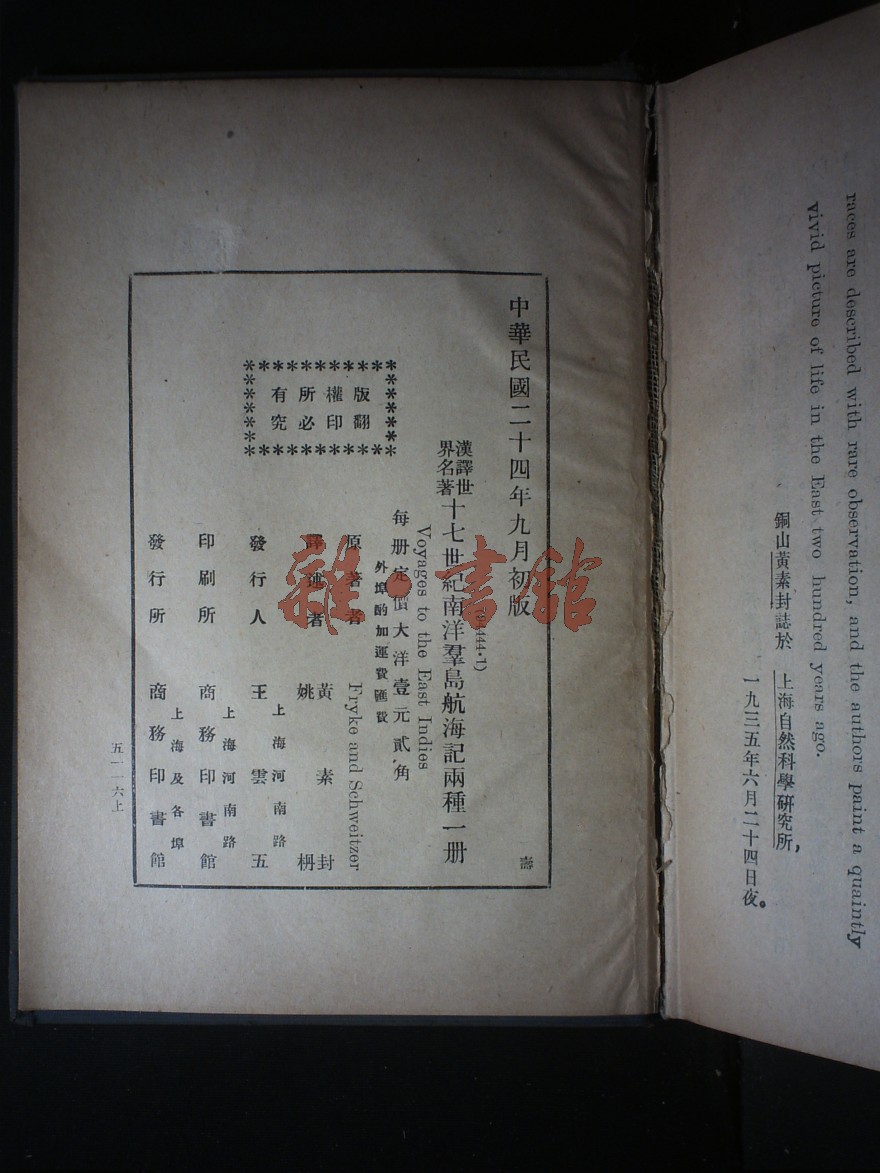 races are described with rare observation, and the authors paint a quaintly
vivid picture of life in the East two hundred years ago.
銅山黃素封誌於上海自然科學研究所，
一九三五年六月二十四日夜。
中華民國二十四年九月初版
漢譯世界名著 十七世紀南洋羣島航海記兩種一册
Voyages to the East Indies
每册定價大洋壹元貳角
外埠酌加運費匯費
版權所有
翻印必究
原著者 Fryke and Schweitzer
譯述者 黃素封 姚枬
發行人 王雲五
上海河南路
印刷所 商務印書館
上海河南路
發行所 商務印書館
上海及各埠
五一一六上
壽
雜·書館